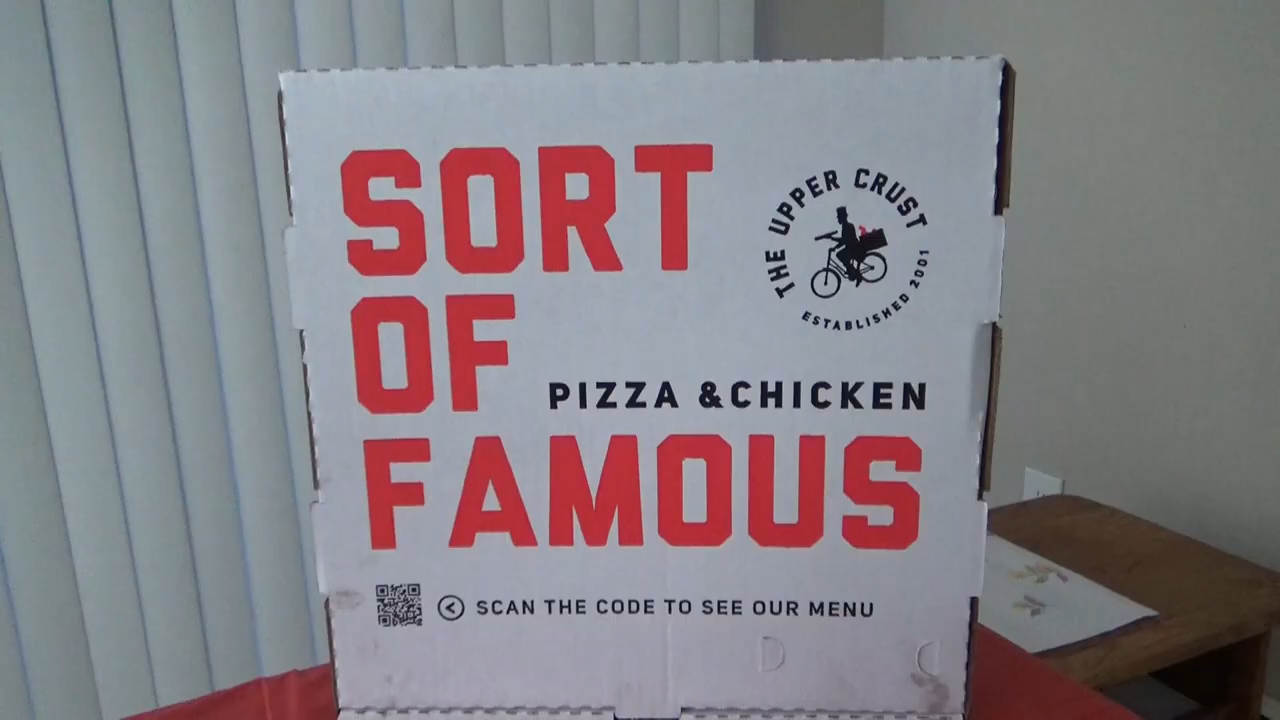 SORT
OF
FAMOUS
PIZZA &CHICKEN
THE UPPER CRUST
ESTABLISHED 2001
SCAN THE CODE TO SEE OUR MENU